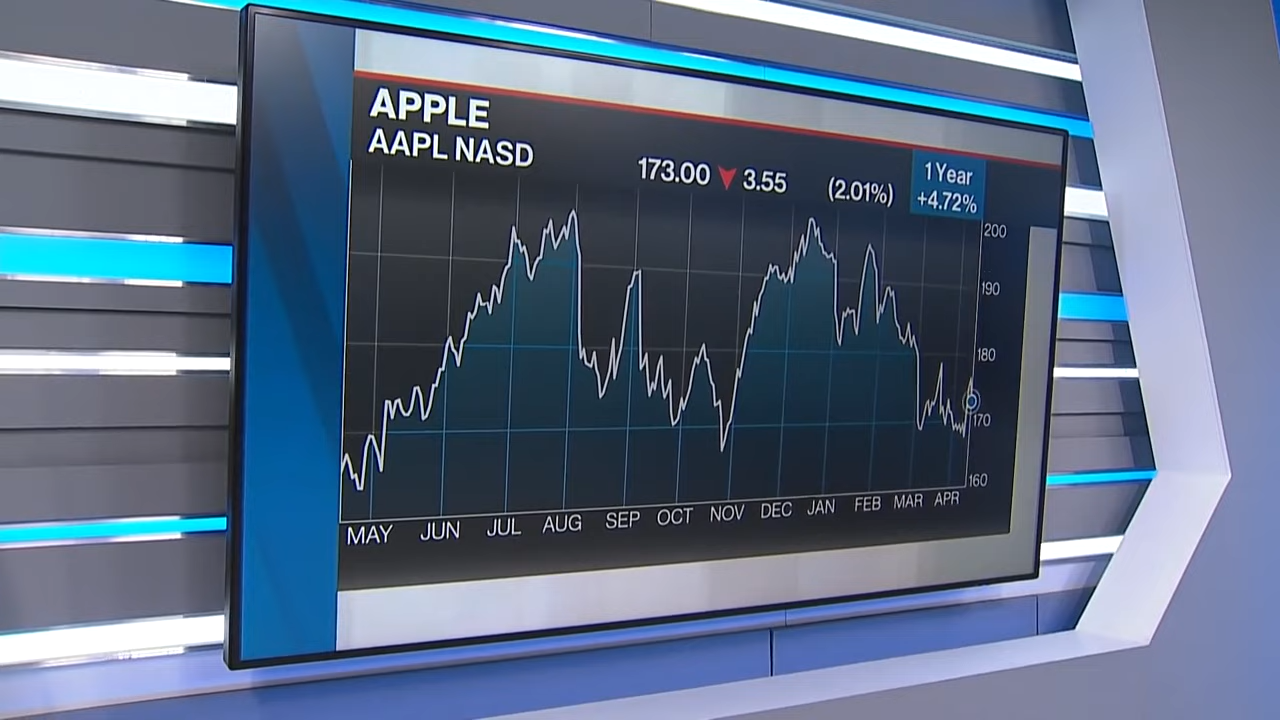 APPLE
AAPL NASD
173.00 ▼ 3.55 (2.01%)
1 Year
+4.72%
200
190
180
170
160
MAY JUN JUL AUG SEP OCT NOV DEC JAN FEB MAR APR